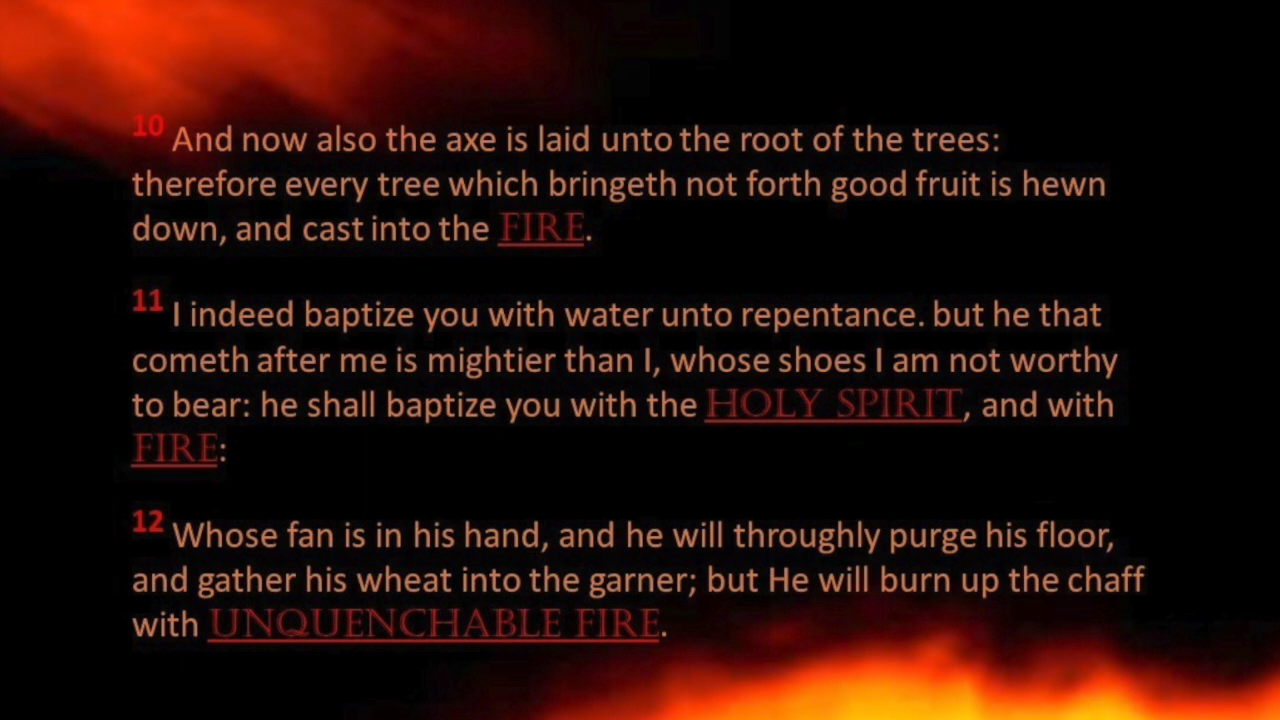 10 And now also the axe is laid unto the root of the trees:
therefore every tree which bringeth not forth good fruit is hewn
down, and cast into the FIRE.
11 I indeed baptize you with water unto repentance. but he that
cometh after me is mightier than I, whose shoes I am not worthy
to bear: he shall baptize you with the HOLY SPIRIT, and with
FIRE:
12 Whose fan is in his hand, and he will throughly purge his floor,
and gather his wheat into the garner; but He will burn up the chaff
with UNQUENCHABLE FIRE.